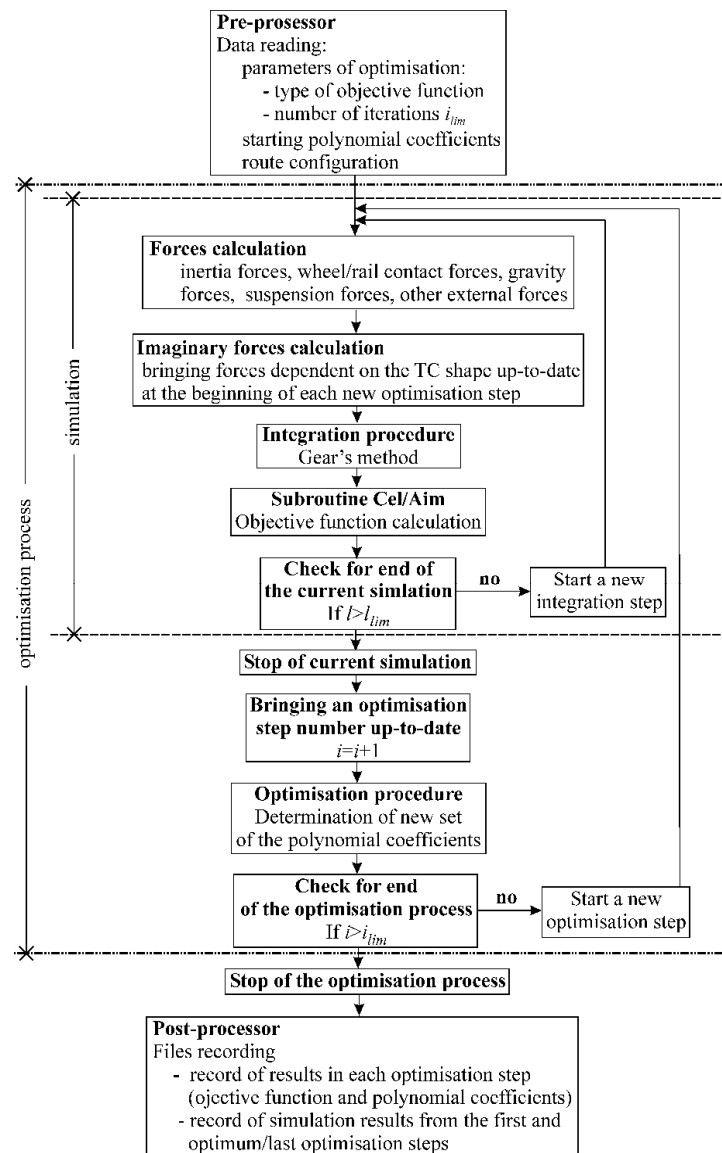 Pre-prosessor
Data reading:
parameters of optimisation:
- type of objective function
- number of iterations i_lim
starting polynomial coefficients
route configuration
Forces calculation
inertia forces, wheel/rail contact forces, gravity
forces, suspension forces, other external forces
Imaginary forces calculation
bringing forces dependent on the TC shape up-to-date
at the beginning of each new optimisation step
Integration procedure
Gear's method
Subroutine Cel/Aim
Objective function calculation
Check for end of
the current simlation
If l>l_lim
no
Start a new
integration step
simulation
optimisation process
Stop of current simulation
Bringing an optimisation
step number up-to-date
i=i+1
Optimisation procedure
Determination of new set
of the polynomial coefficients
Check for end
of the optimisation process
If i>i_lim
no
Start a new
optimisation step
Stop of the optimisation process
Post-processor
Files recording
- record of results in each optimisation step
(ojective function and polynomial coefficients)
- record of simulation results from the first and
optimum/last optimisation steps